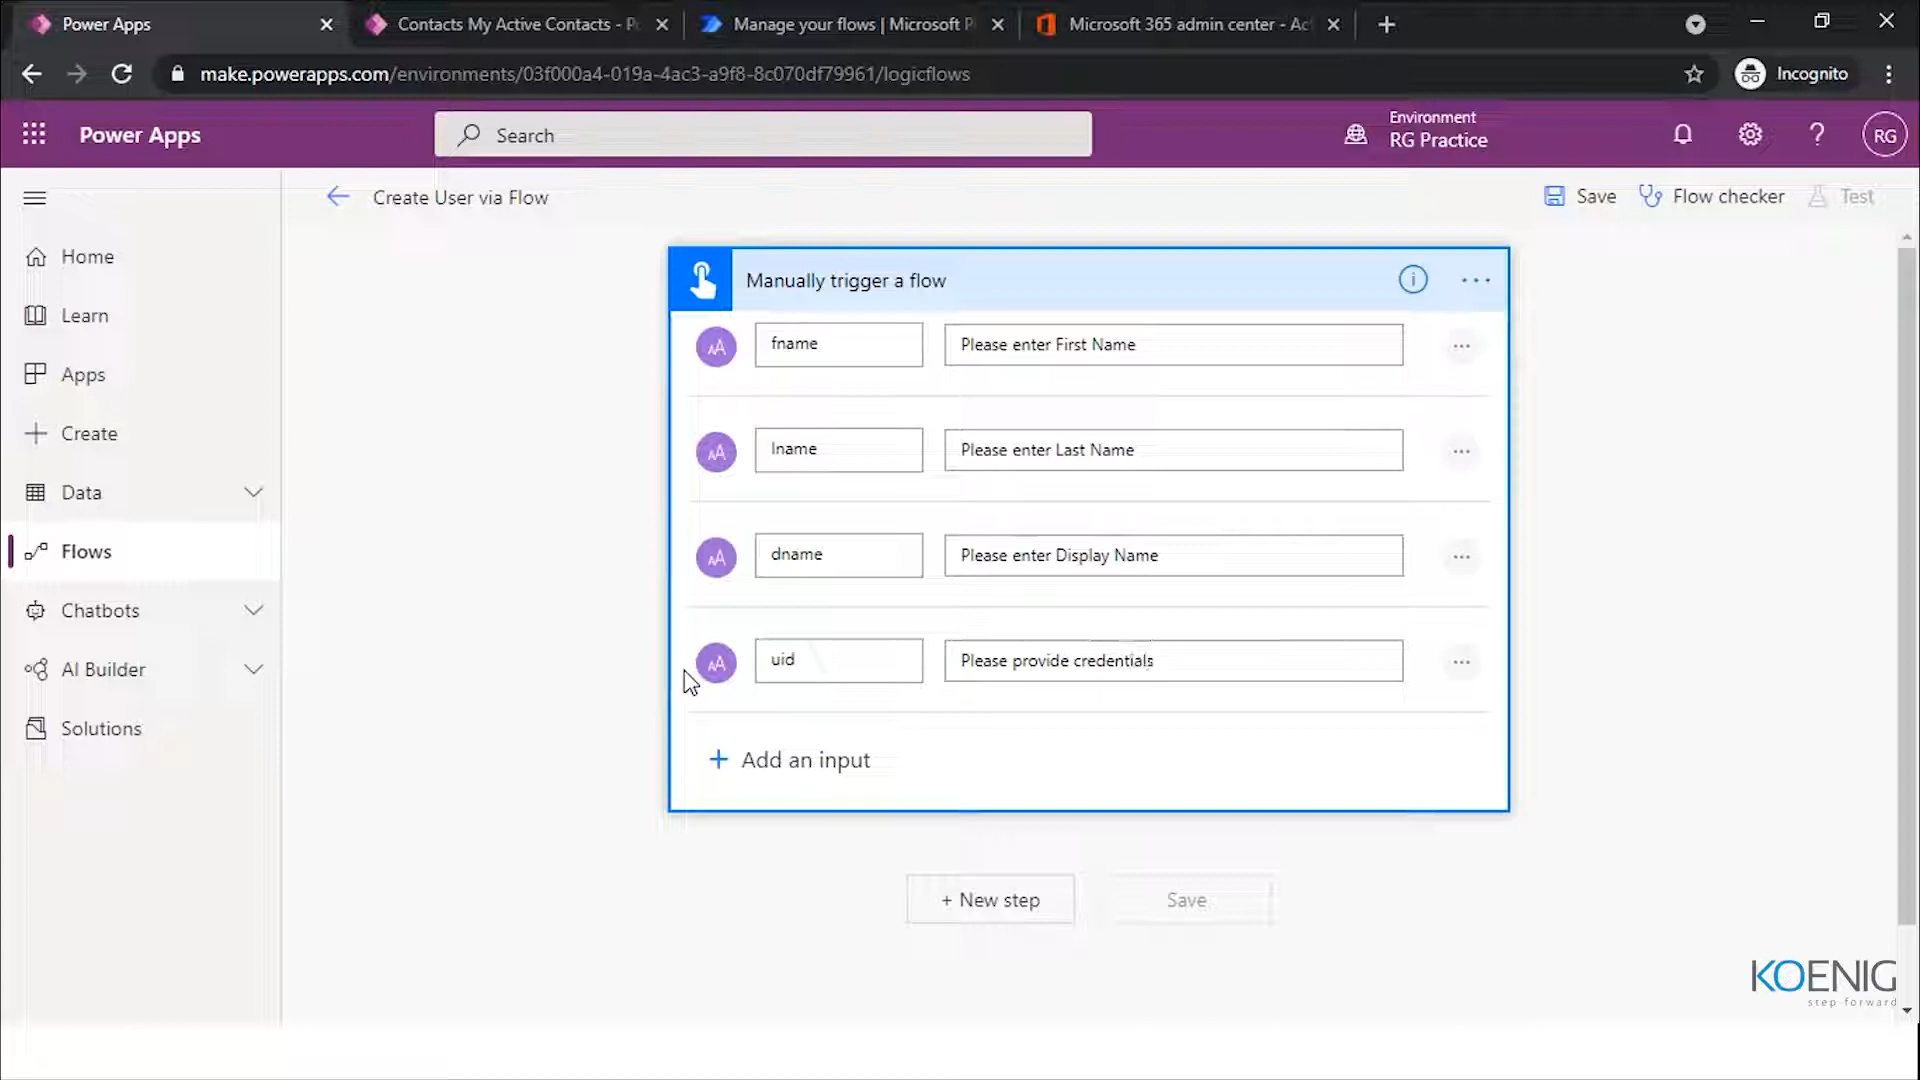 Power Apps
Contacts My Active Contacts - Po
Manage your flows | Microsoft P
Microsoft 365 admin center - Act
make.powerapps.com/environments/03f000a4-019a-4ac3-a9f8-8c070df79961/logicflows
Incognito
Power Apps
Search
Environment
RG Practice
RG
Create User via Flow
Save
Flow checker
Test
Home
Learn
Apps
Create
Data
Flows
Chatbots
AI Builder
Solutions
Manually trigger a flow
fname
Please enter First Name
lname
Please enter Last Name
dname
Please enter Display Name
uid
Please provide credentials
+ Add an input
+ New step
Save
KOENIG
step forward